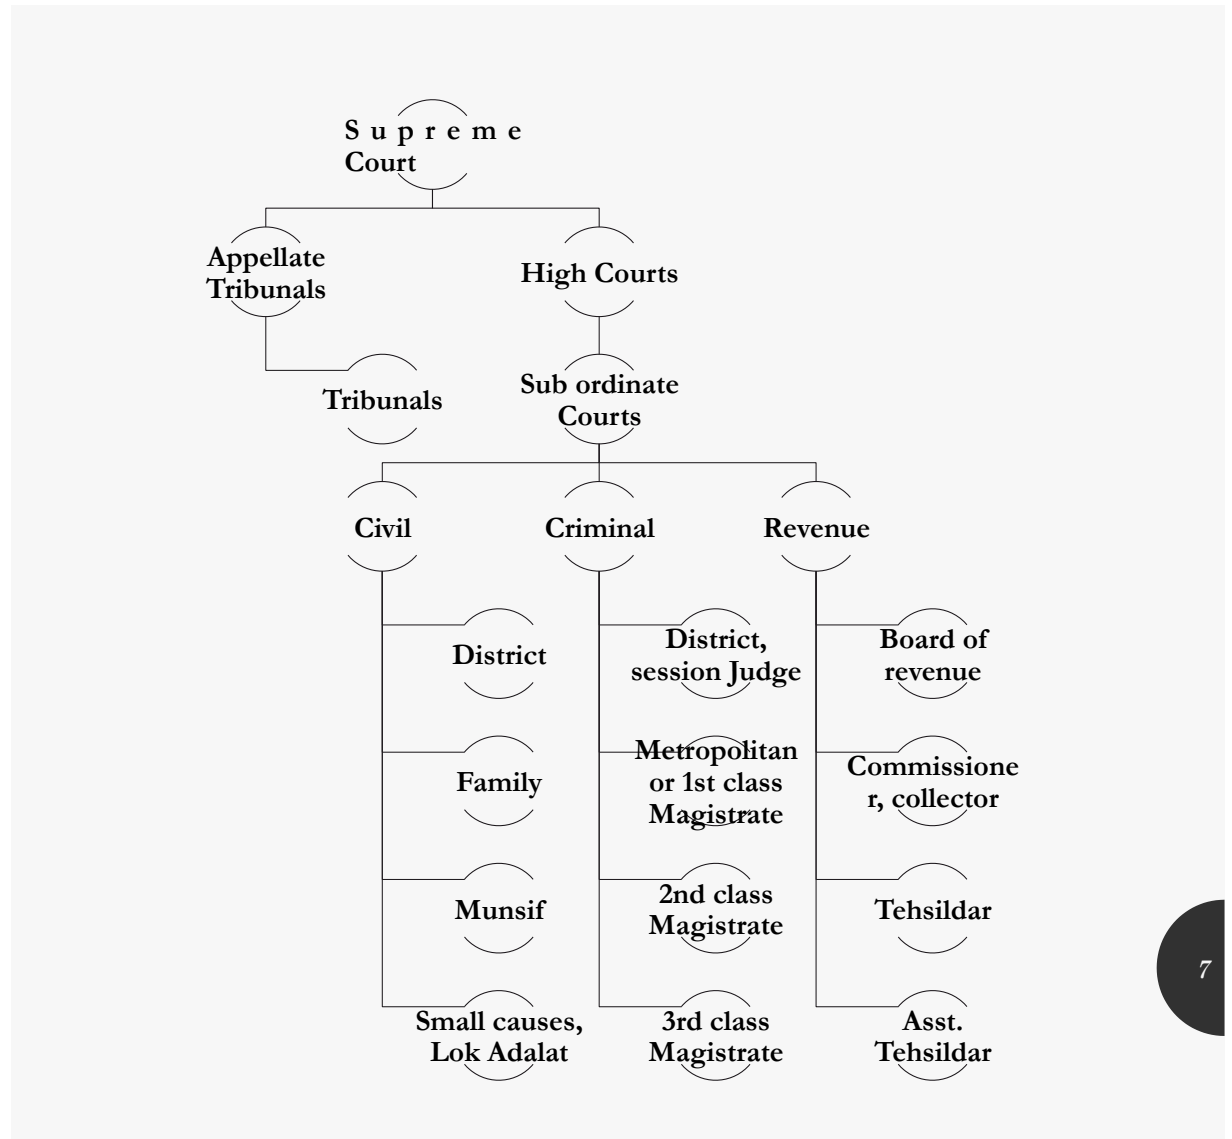 Supreme
Court
Appellate
Tribunals
High Courts
Tribunals
Sub ordinate
Courts
Civil
Criminal
Revenue
District
District,
session Judge
Board of
revenue
Family
Metropolitan
or 1st class
Magistrate
Commissione
r, collector
Munsif
2nd class
Magistrate
Tehsildar
7
Small causes,
Lok Adalat
3rd class
Magistrate
Asst.
Tehsildar